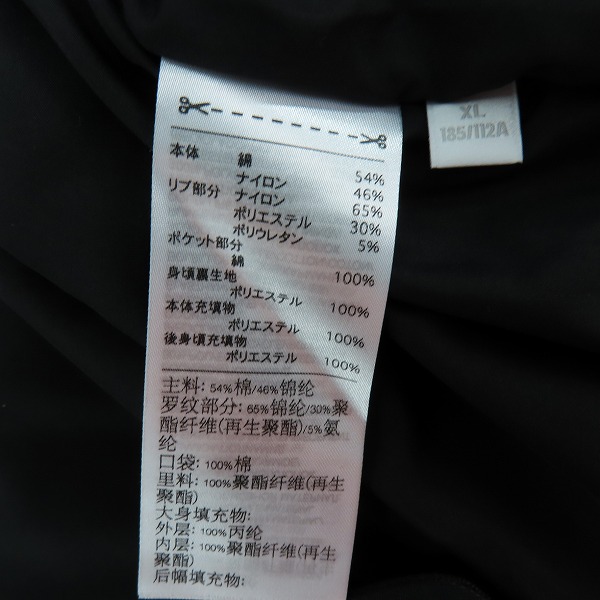 XL
185/112A
本体 綿 54%
ナイロン 46%
リブ部分 ナイロン 65%
ポリエステル 30%
ポリウレタン 5%
ポケット部分
綿 100%
身頃裏生地
ポリエステル 100%
本体充填物
ポリエステル 100%
後身頃充填物
ポリエステル 100%
主料: 54%棉/46%锦纶
罗纹部分: 65%锦纶/30%聚
酯纤维(再生聚酯)/5%氨
纶
口袋: 100%棉
里料: 100%聚酯纤维(再生
聚酯)
大身填充物:
外层: 100%丙纶
内层: 100%聚酯纤维(再生
聚酯)
后幅填充物: